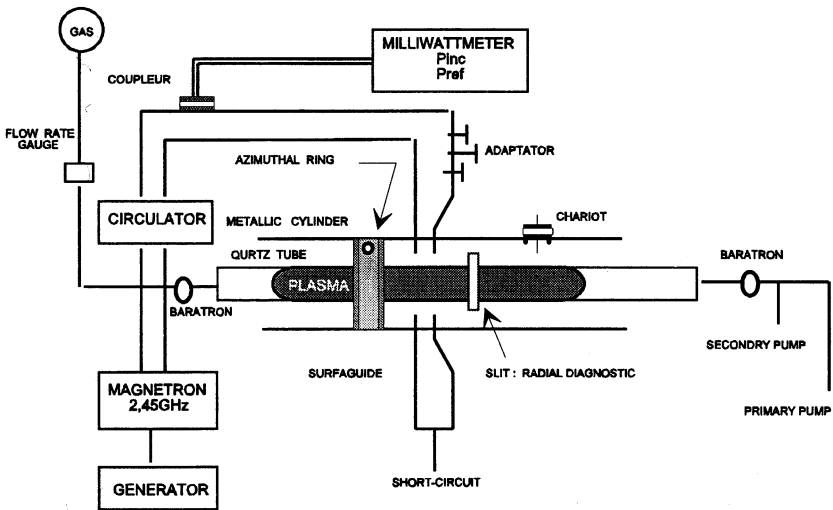 GAS
MILLIWATTMETER
Pinc
Pref
COUPLEUR
FLOW RATE
GAUGE
ADAPTATOR
AZIMUTHAL RING
CIRCULATOR
METALLIC CYLINDER
CHARIOT
QURTZ TUBE
BARATRON
PLASMA
BARATRON
SECONDRY PUMP
SURFAGUIDE
SLIT : RADIAL DIAGNOSTIC
MAGNETRON
2,45GHz
PRIMARY PUMP
SHORT-CIRCUIT
GENERATOR